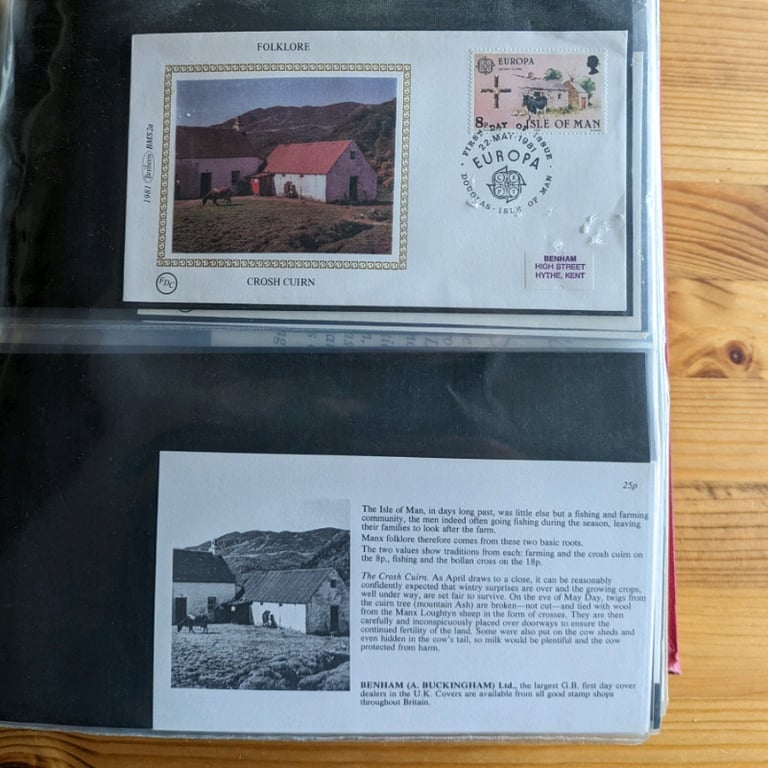 FOLKLORE
1981 Benham BMS2a
FDC
CROSH CUIRN
EUROPA
8p
ISLE OF MAN
FIRST DAY OF ISSUE
22·MAY·1981
EUROPA
DOUGLAS · ISLE OF MAN
BENHAM
HIGH STREET
HYTHE, KENT
25p
The Isle of Man, in days long past, was little else but a fishing and farming
community, the men indeed often going fishing during the season, leaving
their families to look after the farm.
Manx folklore therefore comes from these two basic roots.
The two values show traditions from each: farming and the crosh cuirn on
the 8p., fishing and the bollan cross on the 18p.
The Crosh Cuirn. As April draws to a close, it can be reasonably
confidently expected that wintry surprises are over and the growing crops,
well under way, are set fair to survive. On the eve of May Day, twigs from
the cuirn tree (mountain Ash) are broken—not cut—and tied with wool
from the Manx Loughtyn sheep in the form of crosses. They are then
carefully and inconspicuously placed over doorways to ensure the
continued fertility of the land. Some were also put on the cow sheds and
even hidden in the cow's tail, so milk would be plentiful and the cow
protected from harm.
BENHAM (A. BUCKINGHAM) Ltd., the largest G.B. first day cover
dealers in the U.K. Covers are available from all good stamp shops
throughout Britain.